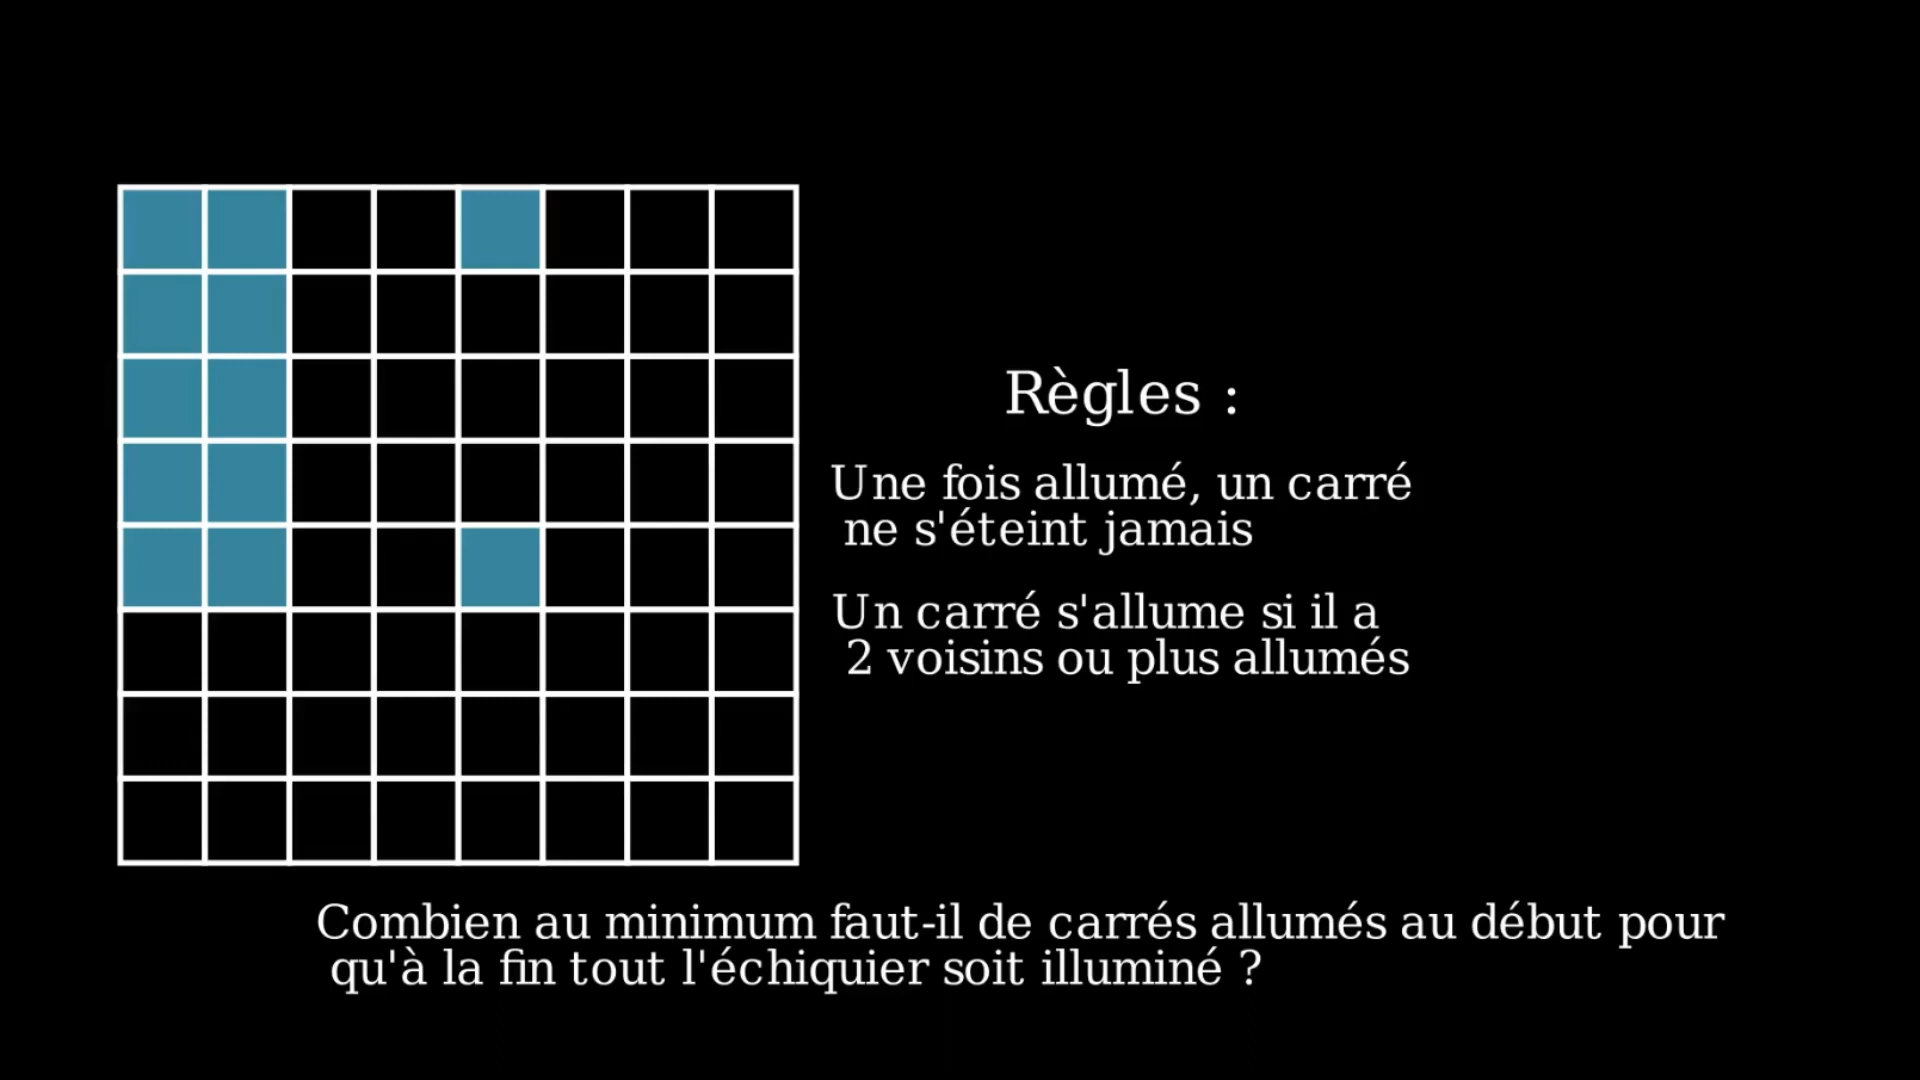 Règles :
Une fois allumé, un carré
ne s'éteint jamais
Un carré s'allume si il a
2 voisins ou plus allumés
Combien au minimum faut-il de carrés allumés au début pour
qu'à la fin tout l'échiquier soit illuminé ?